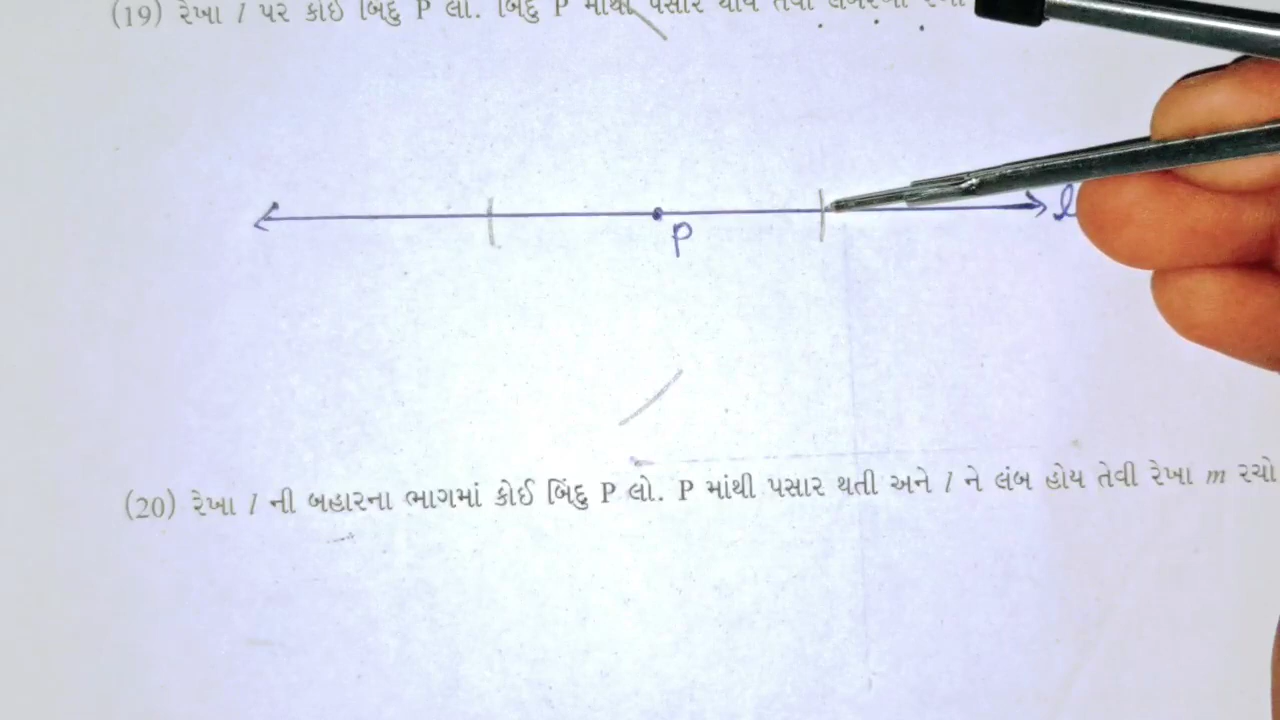 (19) રેખા l પર કોઈ બિંદુ P લો. બિંદુ P માંથી પસાર થાય તેવી
l
P
(20) રેખા l ની બહારના ભાગમાં કોઈ બિંદુ P લો. P માંથી પસાર થતી અને l ને લંબ હોય તેવી રેખા m રચો